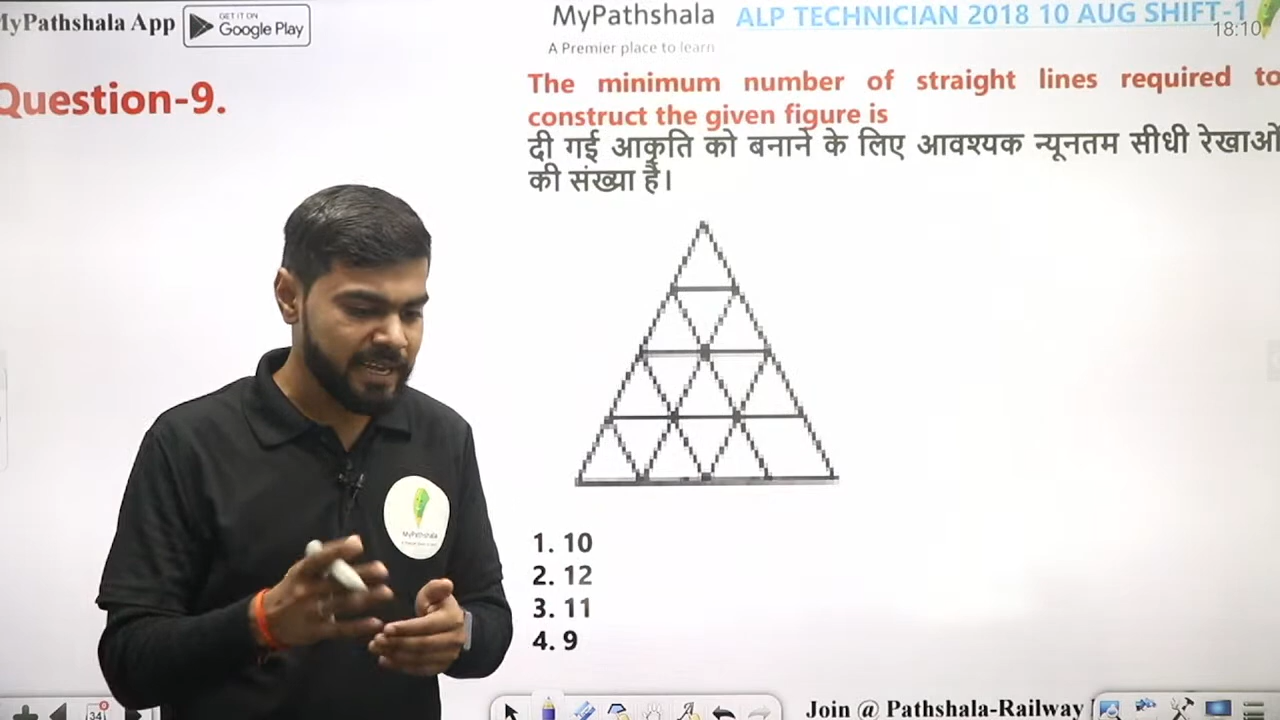 MyPathshala App
GET IT ON
Google Play
MyPathshala
A Premier place to learn
ALP TECHNICIAN 2018 10 AUG SHIFT-1
18:10
Question-9.
The minimum number of straight lines required to
construct the given figure is
दी गई आकृति को बनाने के लिए आवश्यक न्यूनतम सीधी रेखाओं
की संख्या है।
1. 10
2. 12
3. 11
4. 9
MyPathshala
34
Join @ Pathshala-Railway